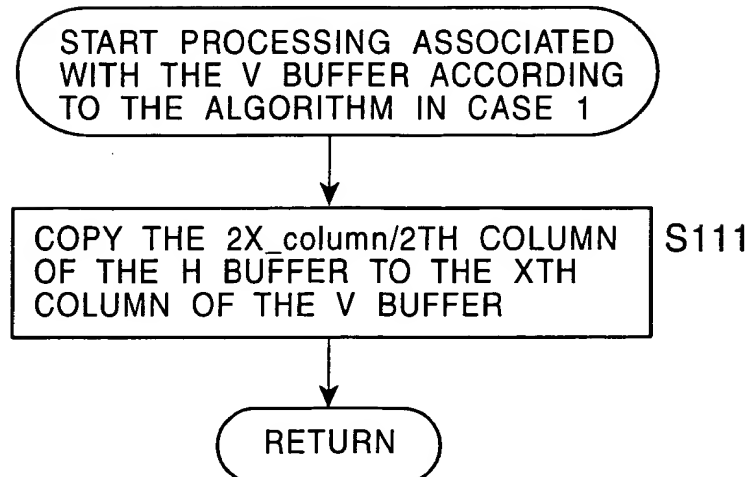 START PROCESSING ASSOCIATED
WITH THE V BUFFER ACCORDING
TO THE ALGORITHM IN CASE 1
COPY THE 2X_column/2TH COLUMN
OF THE H BUFFER TO THE XTH
COLUMN OF THE V BUFFER
S111
RETURN